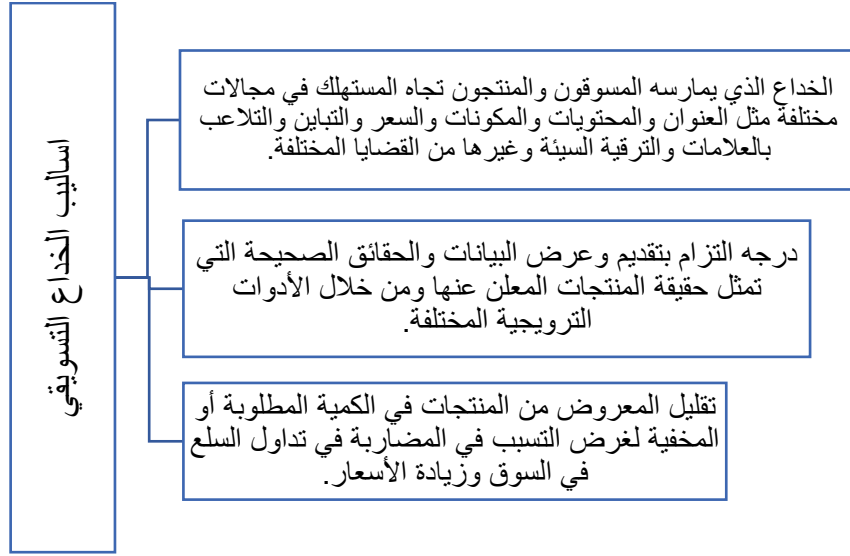 اساليب الخداع التسويقي
الخداع الذي يمارسه المسوقون والمنتجون تجاه المستهلك في مجالات
مختلفة مثل العنوان والمحتويات والمكونات والسعر والتباين والتلاعب
بالعلامات والترقية السيئة وغيرها من القضايا المختلفة.
درجه التزام بتقديم وعرض البيانات والحقائق الصحيحة التي
تمثل حقيقة المنتجات المعلن عنها ومن خلال الأدوات
الترويجية المختلفة.
تقليل المعروض من المنتجات في الكمية المطلوبة أو
المخفية لغرض التسبب في المضاربة في تداول السلع
في السوق وزيادة الأسعار.